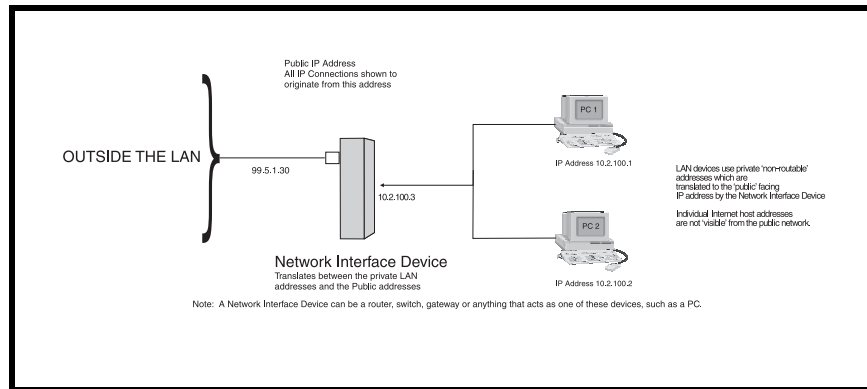 Public IP Address
All IP Connections shown to
originate from this address
OUTSIDE THE LAN
99.5.1.30
10.2.100.3
PC 1
IP Address 10.2.100.1
LAN devices use private 'non-routable'
addresses which are
translated to the 'public' facing
IP address by the Network Interface Device
Individual Internet host addresses
are not 'visible' from the public network.
PC 2
IP Address 10.2.100.2
Network Interface Device
Translates between the private LAN
addresses and the Public addresses
Note: A Network Interface Device can be a router, switch, gateway or anything that acts as one of these devices, such as a PC.